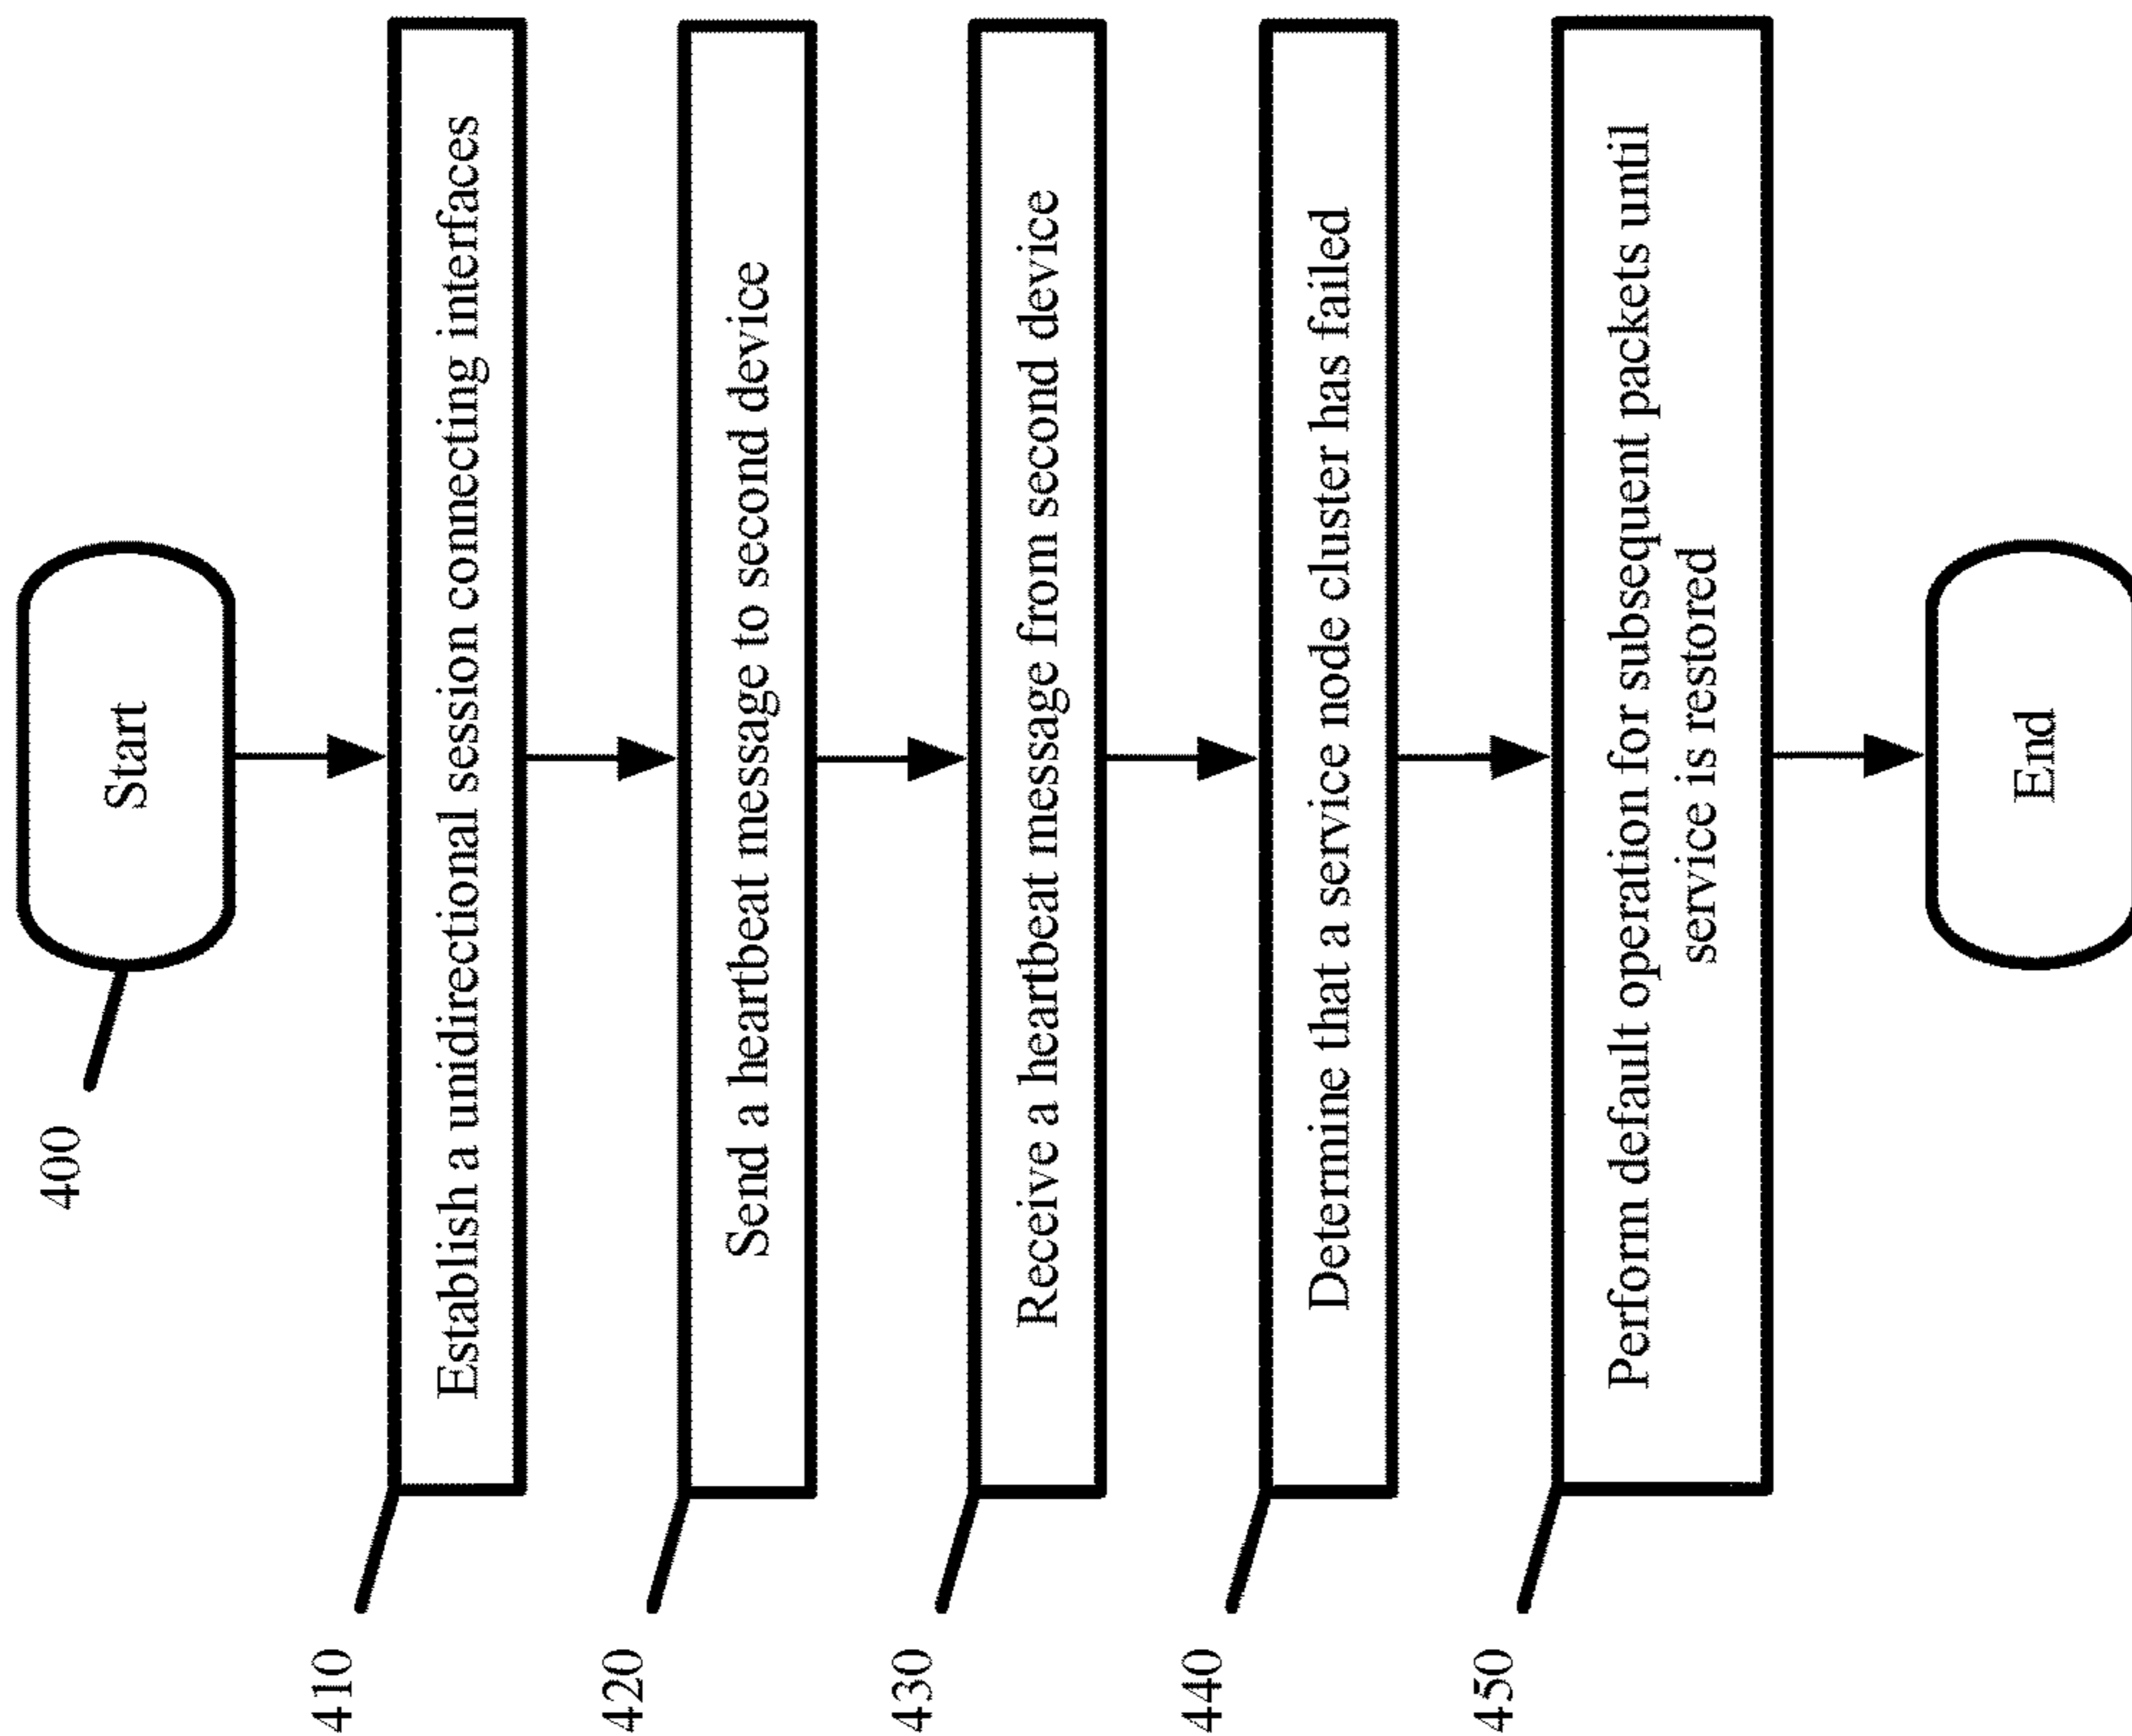 400
Start
410
Establish a unidirectional session connecting interfaces
420
Send a heartbeat message to second device
430
Receive a heartbeat message from second device
440
Determine that a service node cluster has failed
450
Perform default operation for subsequent packets until
service is restored
End